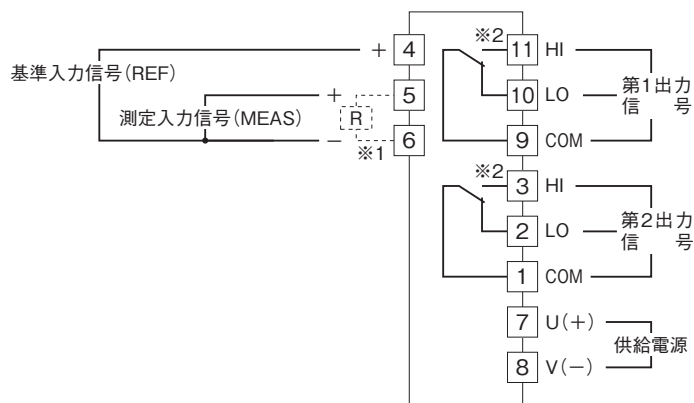 基準入力信号(REF)
+ 4
+ 5
測定入力信号(MEAS)
R
− 6
※1
※2
11 HI
10 LO
9 COM
第1出力
信 号
※2
3 HI
2 LO
1 COM
第2出力
信 号
7 U(+)
8 V(−)
供給電源